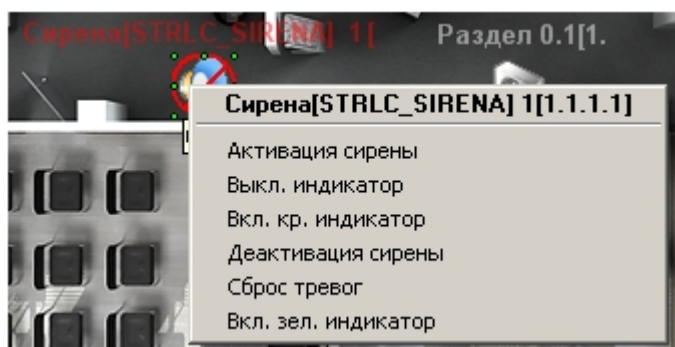 Сирена[STRLC_SIRENA] 1[
Раздел 0.1[1.
Сирена[STRLC_SIRENA] 1[1.1.1.1]
Активация сирены
Выкл. индикатор
Вкл. кр. индикатор
Деактивация сирены
Сброс тревог
Вкл. зел. индикатор